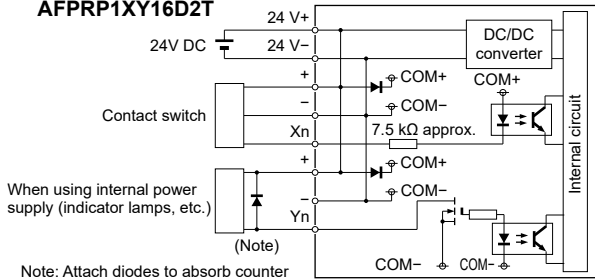 AFPRP1XY16D2T
24 V+
24V DC
24 V−
DC/DC
converter
+
COM+
COM+
−
COM−
Contact switch
Xn
7.5 kΩ approx.
Internal circuit
+
COM+
When using internal power
supply (indicator lamps, etc.)
−
COM−
Yn
(Note)
COM−
COM−
Note: Attach diodes to absorb counter